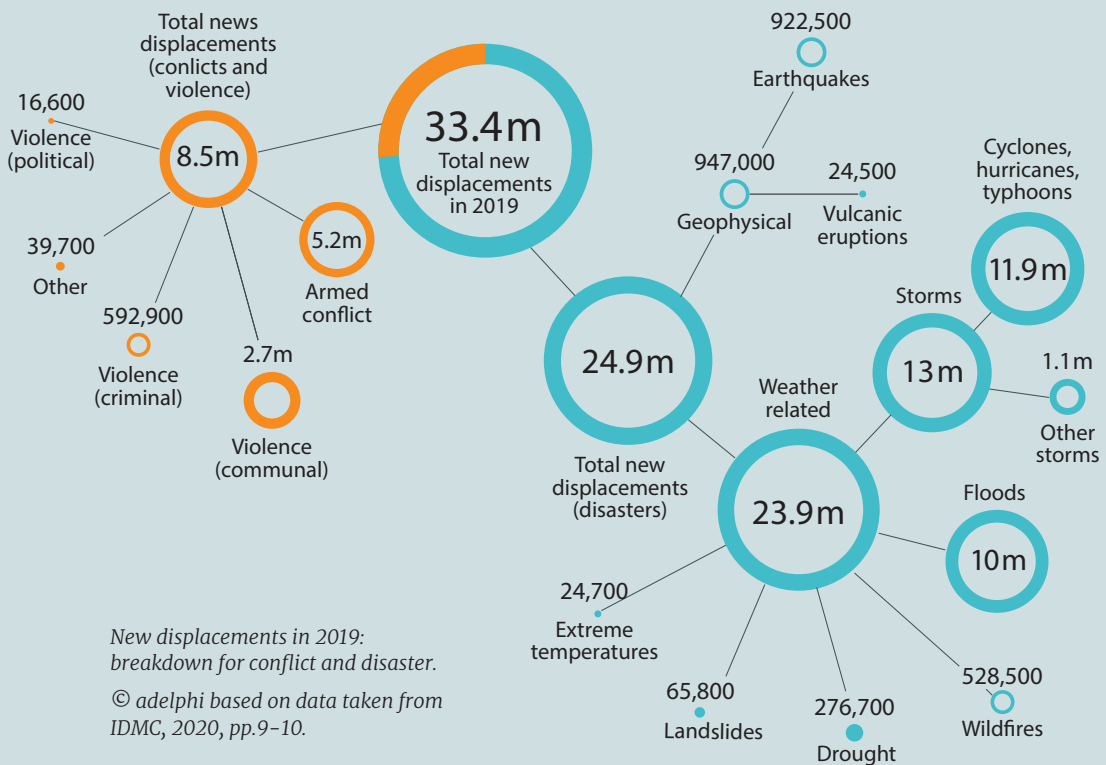 Total news
displacements
(conlicts and
violence)
8.5m
16,600
Violence
(political)
39,700
Other
592,900
Violence
(criminal)
2.7m
Violence
(communal)
5.2m
Armed
conflict
33.4m
Total new
displacements
in 2019
922,500
Earthquakes
947,000
Geophysical
24,500
Vulcanic
eruptions
24.9m
Total new
displacements
(disasters)
Weather
related
23.9m
Storms
13m
Cyclones,
hurricanes,
typhoons
11.9m
1.1m
Other
storms
Floods
10m
24,700
Extreme
temperatures
65,800
Landslides
276,700
Drought
528,500
Wildfires
New displacements in 2019:
breakdown for conflict and disaster.
© adelphi based on data taken from
IDMC, 2020, pp.9–10.